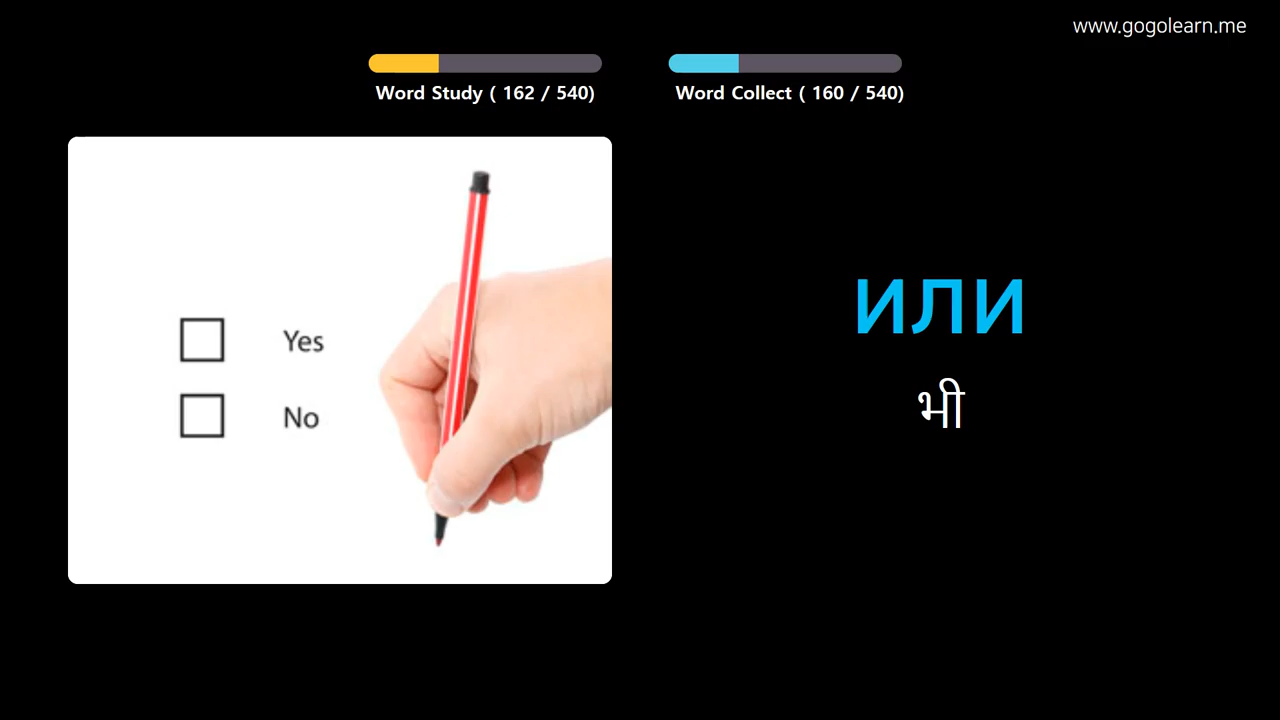 www.gogolearn.me
Word Study ( 162 / 540)
Word Collect ( 160 / 540)
Yes
No
или
भी